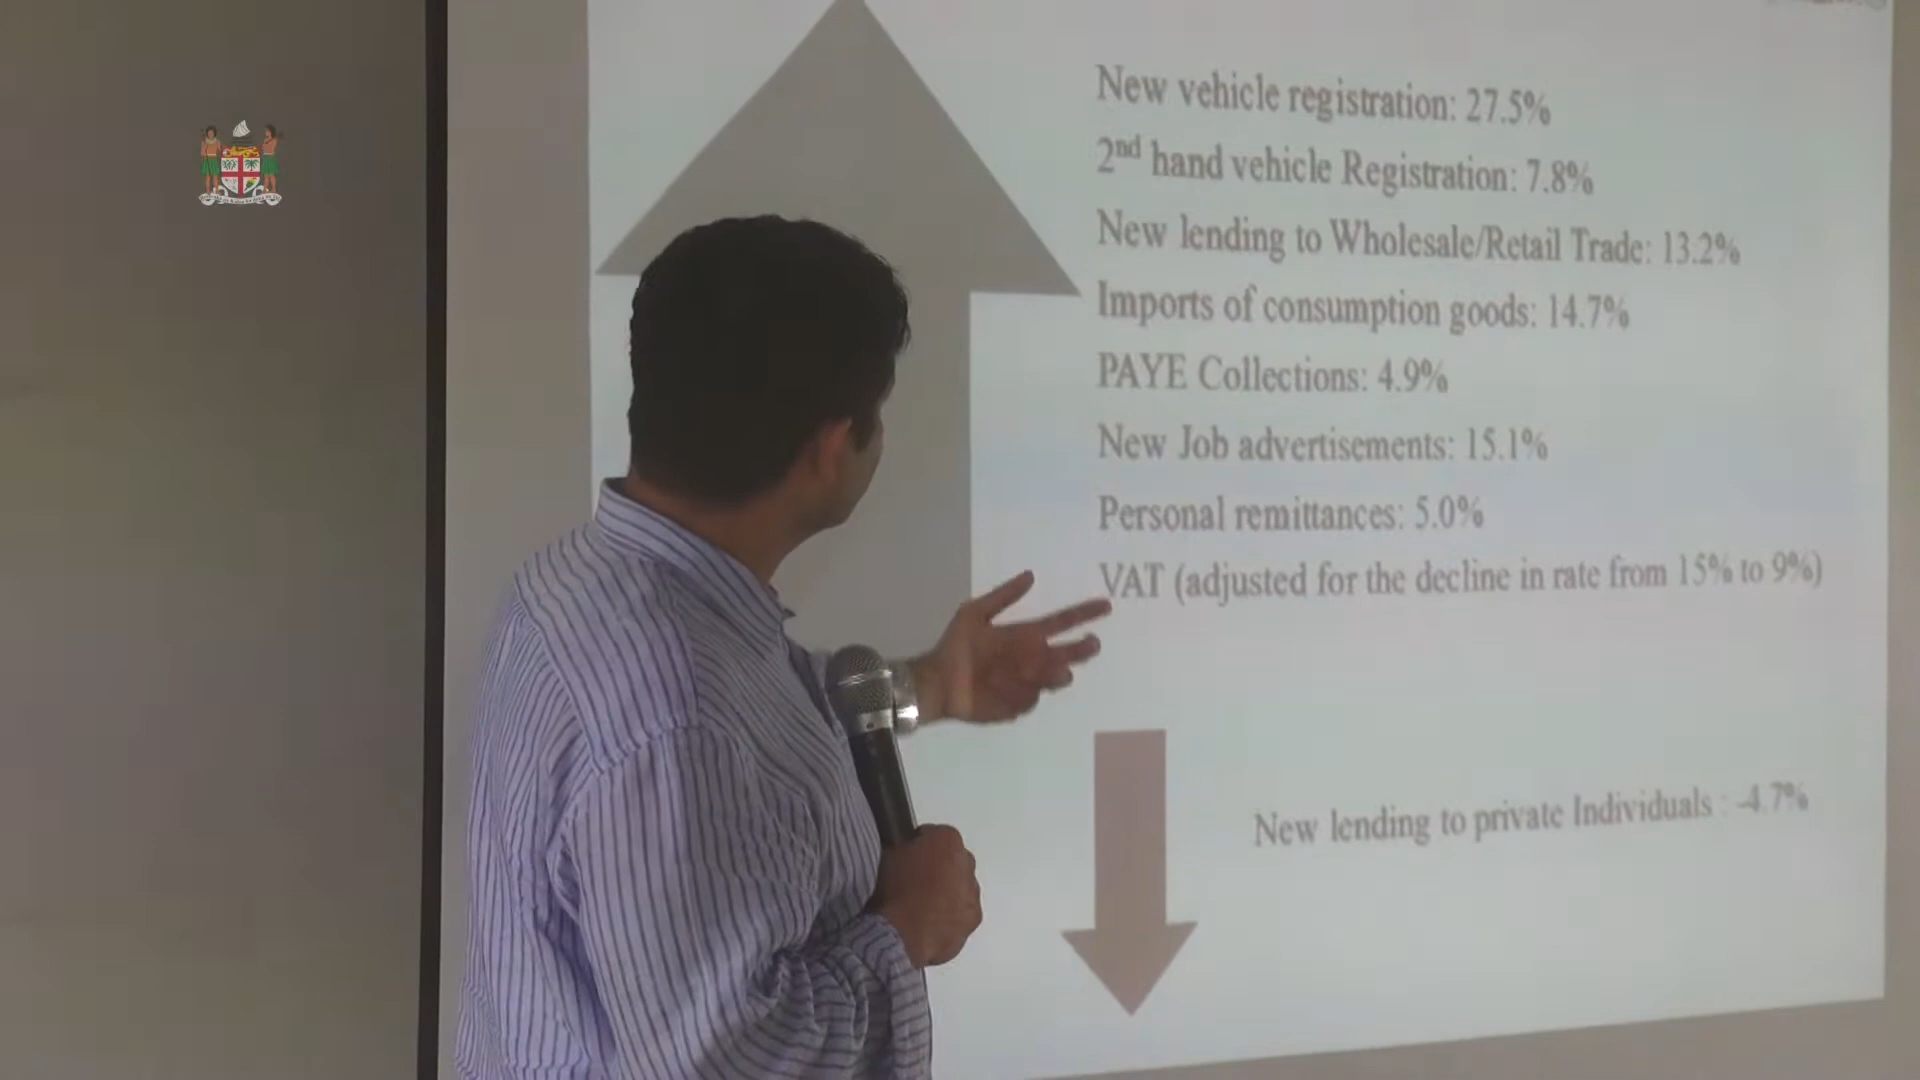 New vehicle registration: 27.5%
2nd hand vehicle Registration: 7.8%
New lending to Wholesale/Retail Trade: 13.2%
Imports of consumption goods: 14.7%
PAYE Collections: 4.9%
New Job advertisements: 15.1%
Personal remittances: 5.0%
VAT (adjusted for the decline in rate from 15% to 9%)
New lending to private Individuals : -4.7%